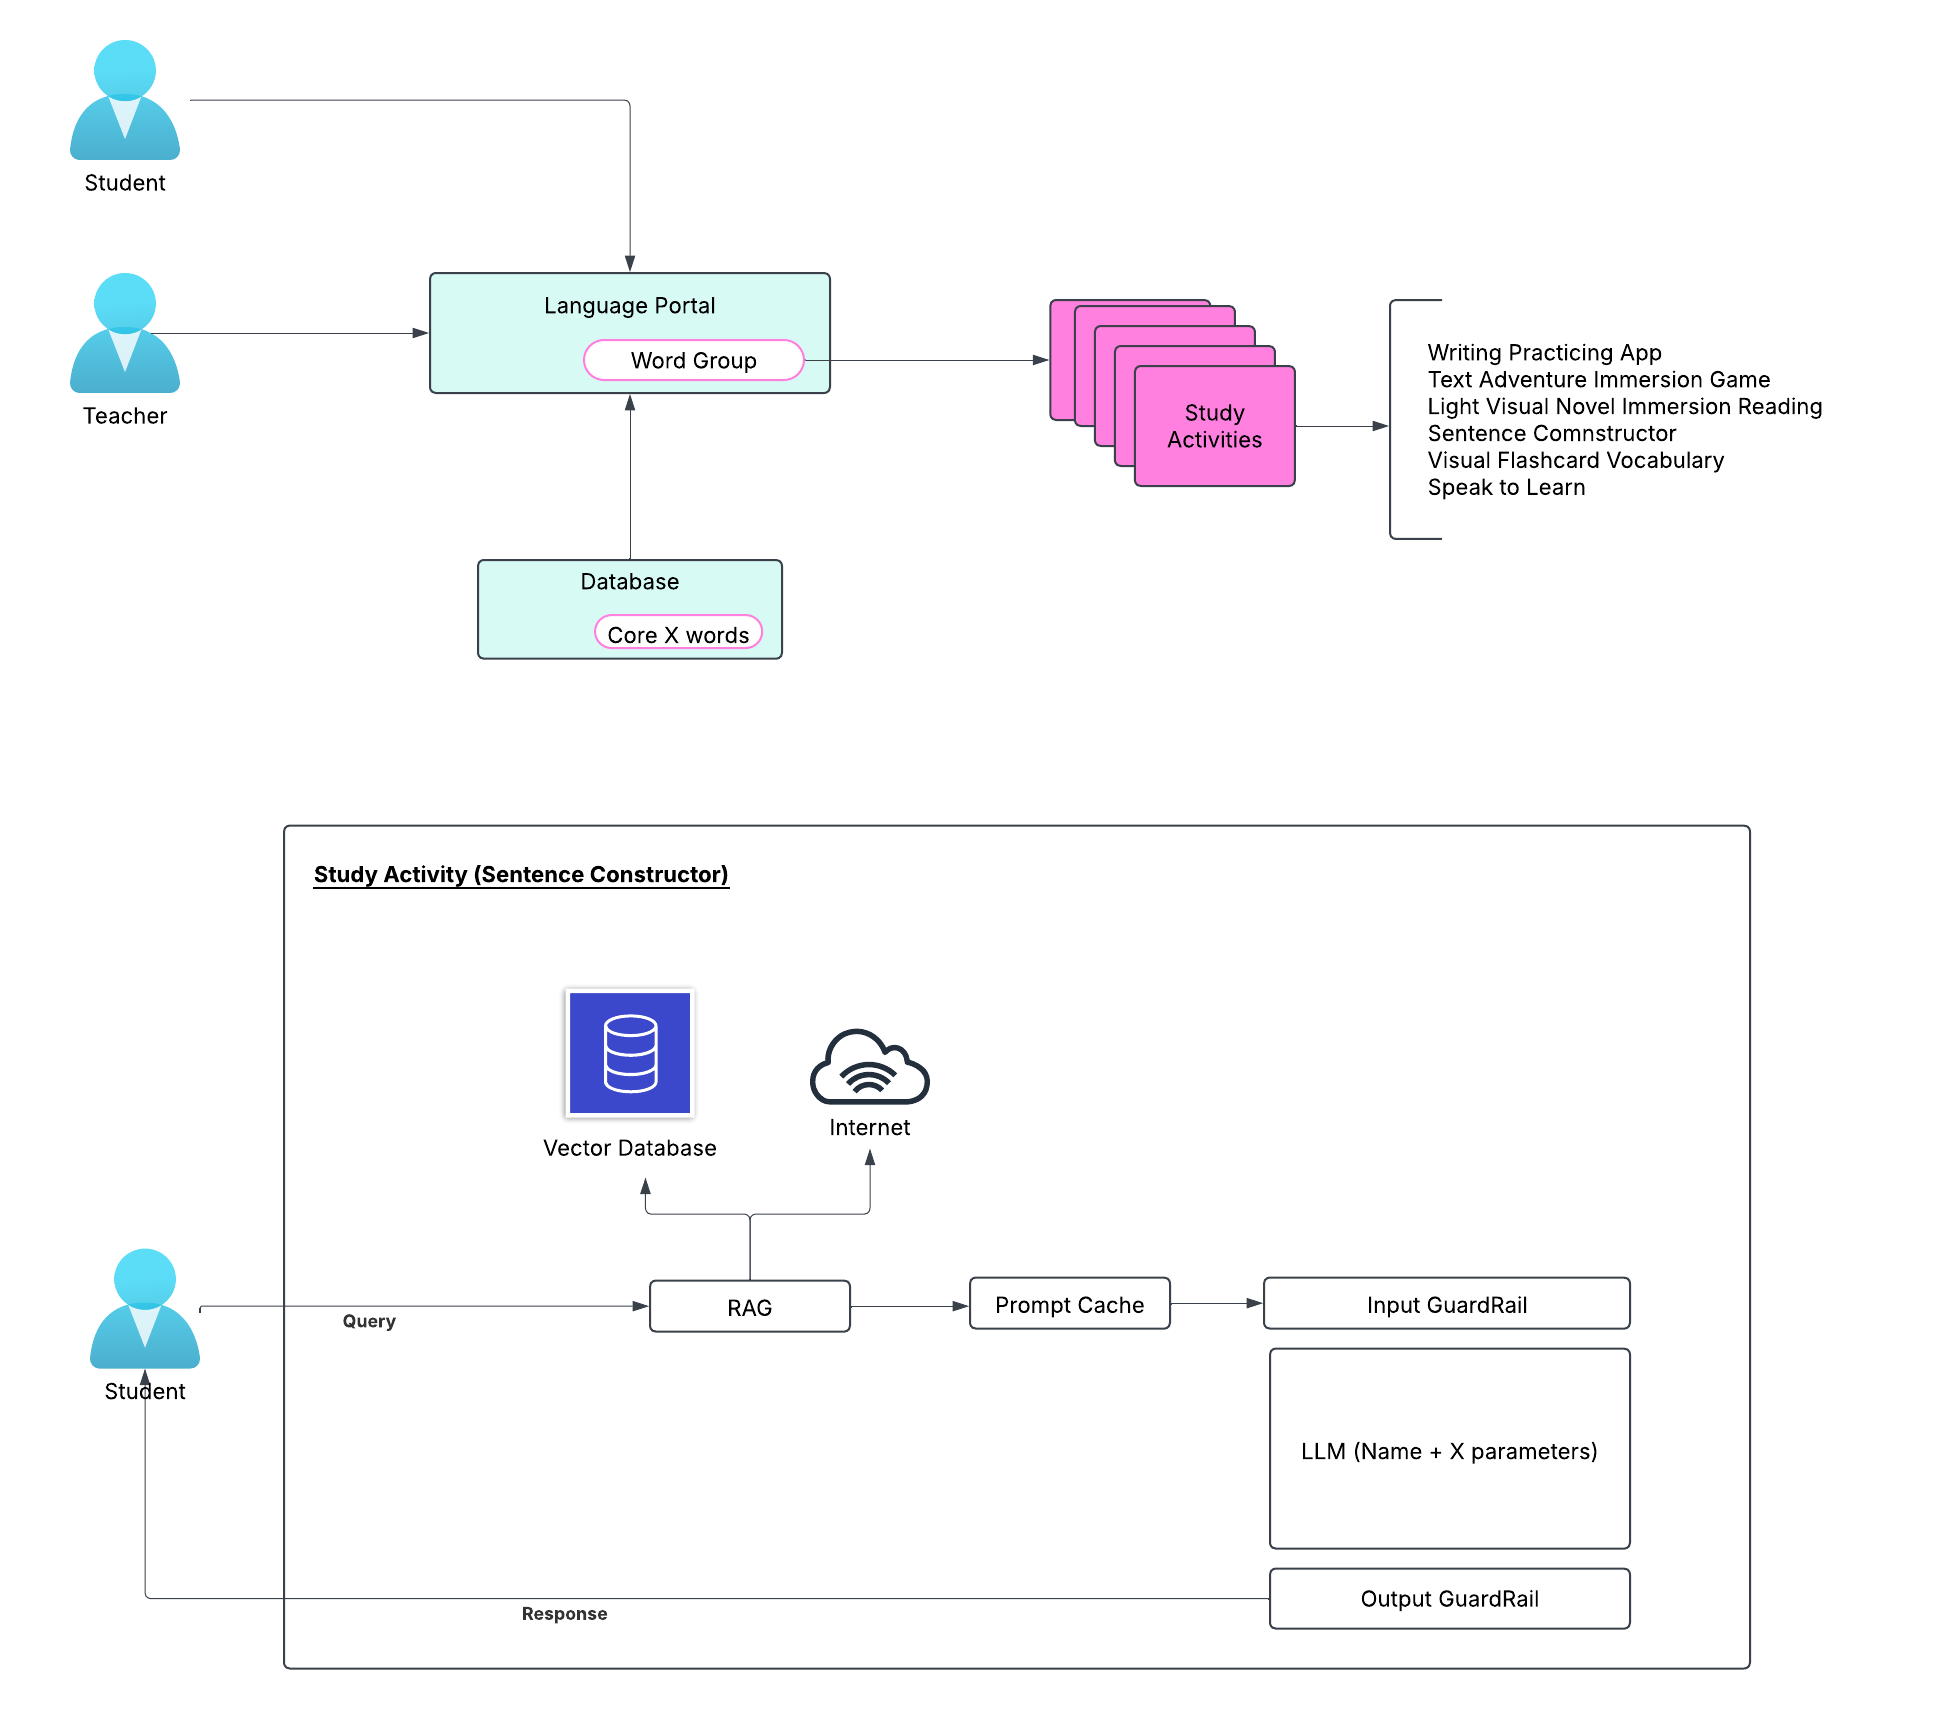 Student
Teacher
Language Portal
Word Group
Study
Activities
Writing Practicing App
Text Adventure Immersion Game
Light Visual Novel Immersion Reading
Sentence Comnstructor
Visual Flashcard Vocabulary
Speak to Learn
Database
Core X words
Study Activity (Sentence Constructor)
Vector Database
Internet
Student
Query
RAG
Prompt Cache
Input GuardRail
LLM (Name + X parameters)
Output GuardRail
Response